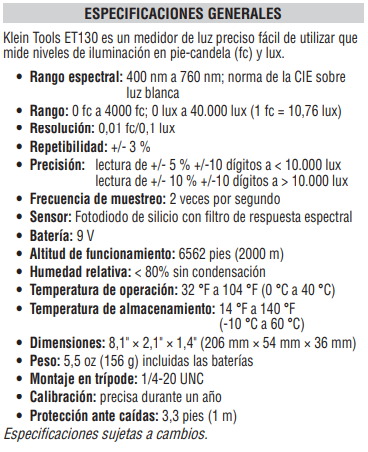 ESPECIFICACIONES GENERALES
Klein Tools ET130 es un medidor de luz preciso fácil de utilizar que
mide niveles de iluminación en pie-candela (fc) y lux.
• Rango espectral: 400 nm a 760 nm; norma de la CIE sobre
luz blanca
• Rango: 0 fc a 4000 fc; 0 lux a 40.000 lux (1 fc = 10,76 lux)
• Resolución: 0,01 fc/0,1 lux
• Repetibilidad: +/- 3 %
• Precisión: lectura de +/- 5 % +/-10 dígitos a < 10.000 lux
lectura de +/- 10 % +/-10 dígitos a > 10.000 lux
• Frecuencia de muestreo: 2 veces por segundo
• Sensor: Fotodiodo de silicio con filtro de respuesta espectral
• Batería: 9 V
• Altitud de funcionamiento: 6562 pies (2000 m)
• Humedad relativa: < 80% sin condensación
• Temperatura de operación: 32 °F a 104 °F (0 °C a 40 °C)
• Temperatura de almacenamiento: 14 °F a 140 °F
(-10 °C a 60 °C)
• Dimensiones: 8,1" × 2,1" × 1,4" (206 mm × 54 mm × 36 mm)
• Peso: 5,5 oz (156 g) incluidas las baterías
• Montaje en trípode: 1/4-20 UNC
• Calibración: precisa durante un año
• Protección ante caídas: 3,3 pies (1 m)
Especificaciones sujetas a cambios.